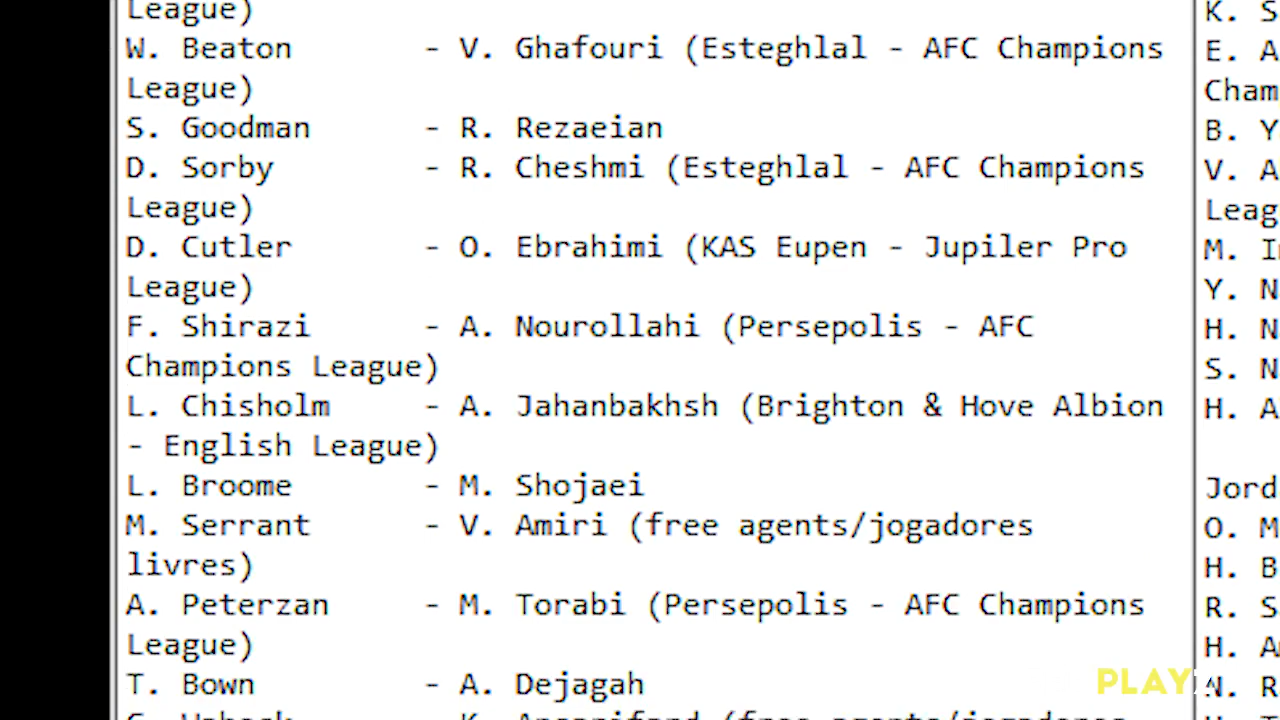 League)
W. Beaton - V. Ghafouri (Esteghlal - AFC Champions
League)
S. Goodman - R. Rezaeian
D. Sorby - R. Cheshmi (Esteghlal - AFC Champions
League)
D. Cutler - O. Ebrahimi (KAS Eupen - Jupiler Pro
League)
F. Shirazi - A. Nourollahi (Persepolis - AFC
Champions League)
L. Chisholm - A. Jahanbakhsh (Brighton & Hove Albion
- English League)
L. Broome - M. Shojaei
M. Serrant - V. Amiri (free agents/jogadores
livres)
A. Peterzan - M. Torabi (Persepolis - AFC Champions
League)
T. Bown - A. Dejagah
K. S
E. A
Cham
B. Y
V. A
Leag
M. I
Y. N
H. N
S. N
H. A
Jord
O. M
H. B
R. S
H. A
N. R
PLAY